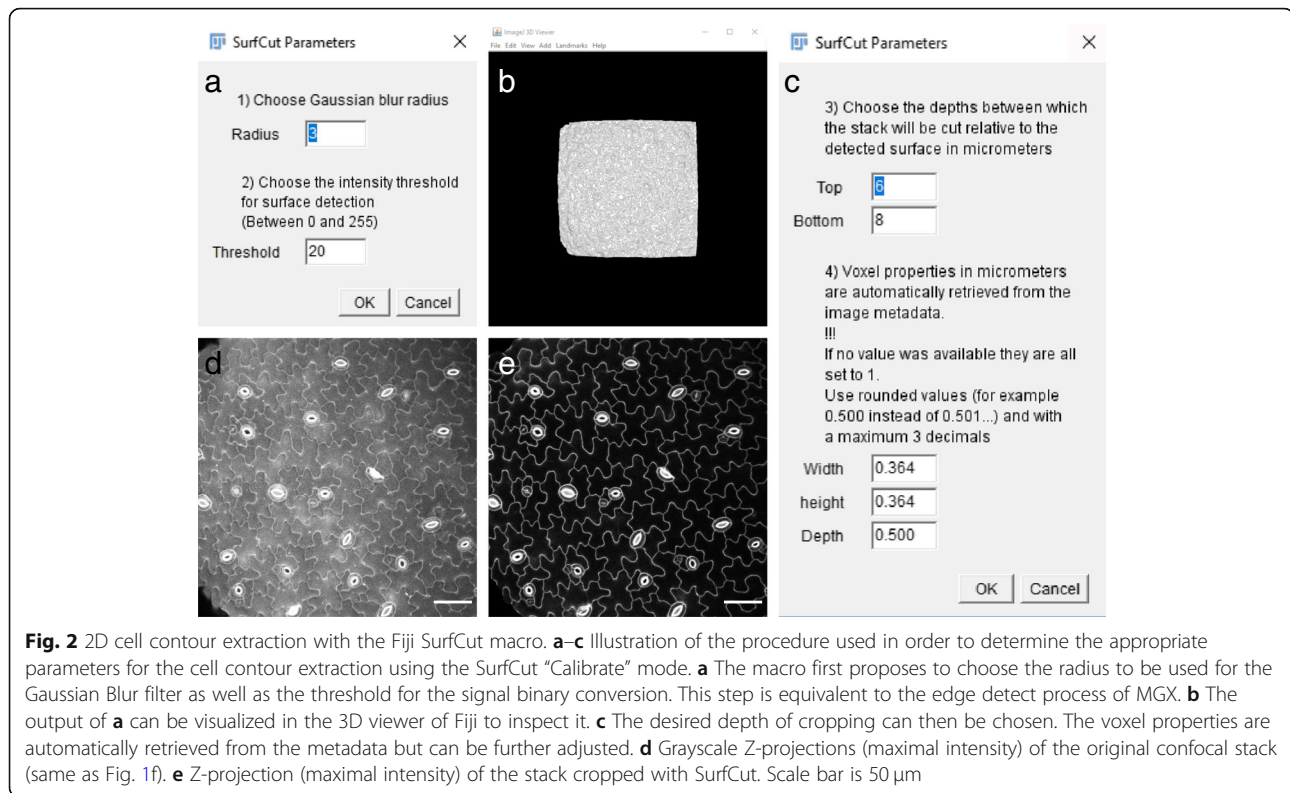 SurfCut Parameters
a
1) Choose Gaussian blur radius
Radius 3
2) Choose the intensity threshold
for surface detection
(Between 0 and 255)
Threshold 20
OK Cancel
ImageJ 3D Viewer
File Edit View Add Landmarks Help
b
SurfCut Parameters
c
3) Choose the depths between which
the stack will be cut relative to the
detected surface in micrometers
Top 6
Bottom 8
4) Voxel properties in micrometers
are automatically retrieved from the
image metadata.
!!!
If no value was available they are all
set to 1.
Use rounded values (for example
0.500 instead of 0.501...) and with
a maximum 3 decimals
Width 0.364
height 0.364
Depth 0.500
OK Cancel
d
e
Fig. 2 2D cell contour extraction with the Fiji SurfCut macro. a–c Illustration of the procedure used in order to determine the appropriate
parameters for the cell contour extraction using the SurfCut “Calibrate” mode. a The macro first proposes to choose the radius to be used for the
Gaussian Blur filter as well as the threshold for the signal binary conversion. This step is equivalent to the edge detect process of MGX. b The
output of a can be visualized in the 3D viewer of Fiji to inspect it. c The desired depth of cropping can then be chosen. The voxel properties are
automatically retrieved from the metadata but can be further adjusted. d Grayscale Z-projections (maximal intensity) of the original confocal stack
(same as Fig. 1f). e Z-projection (maximal intensity) of the stack cropped with SurfCut. Scale bar is 50 μm